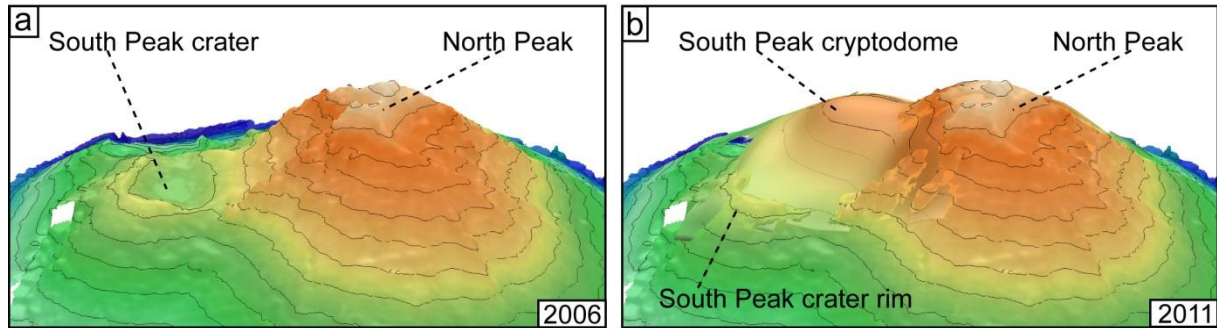 a
South Peak crater
North Peak
2006
b
South Peak cryptodome
North Peak
South Peak crater rim
2011